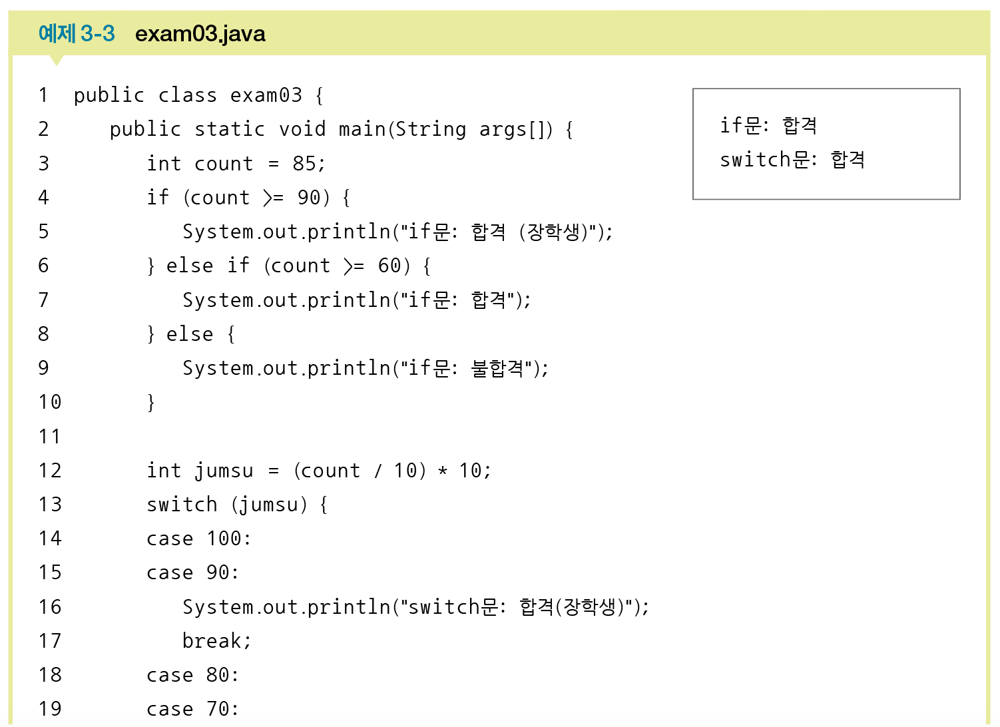 예제 3-3 exam03.java
1 public class exam03 {
2 public static void main(String args[]) {
3 int count = 85;
4 if (count >= 90) {
5 System.out.println("if문: 합격 (장학생)");
6 } else if (count >= 60) {
7 System.out.println("if문: 합격");
8 } else {
9 System.out.println("if문: 불합격");
10 }
11
12 int jumsu = (count / 10) * 10;
13 switch (jumsu) {
14 case 100:
15 case 90:
16 System.out.println("switch문: 합격(장학생)");
17 break;
18 case 80:
19 case 70:
if문: 합격
switch문: 합격